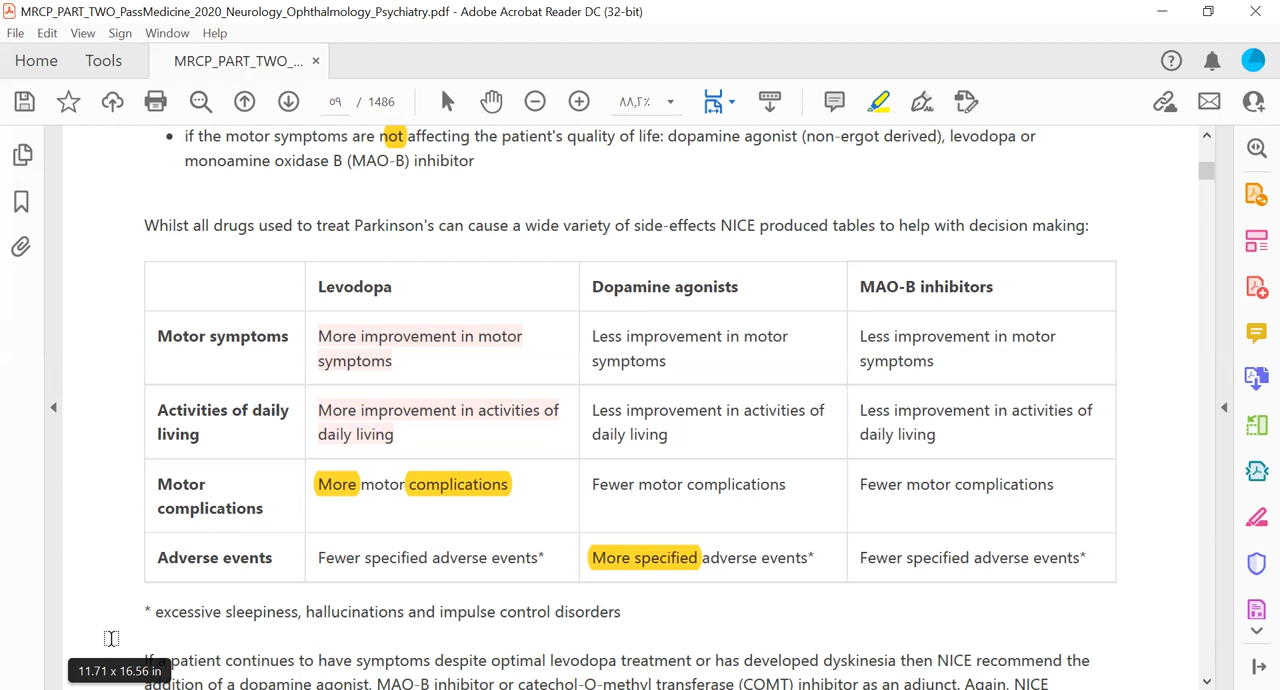 MRCP_PART_TWO_PassMedicine_2020_Neurology_Ophthalmology_Psychiatry.pdf - Adobe Acrobat Reader DC (32-bit)
File Edit View Sign Window Help
Home Tools MRCP_PART_TWO_... ×
٥٩ / 1486 ٨٨,٢٪
• if the motor symptoms are not affecting the patient's quality of life: dopamine agonist (non-ergot derived), levodopa or
monoamine oxidase B (MAO-B) inhibitor
Whilst all drugs used to treat Parkinson's can cause a wide variety of side-effects NICE produced tables to help with decision making:
Levodopa Dopamine agonists MAO-B inhibitors
Motor symptoms More improvement in motor Less improvement in motor Less improvement in motor
symptoms symptoms symptoms
Activities of daily More improvement in activities of Less improvement in activities of Less improvement in activities of
living daily living daily living daily living
Motor More motor complications Fewer motor complications Fewer motor complications
complications
Adverse events Fewer specified adverse events* More specified adverse events* Fewer specified adverse events*
* excessive sleepiness, hallucinations and impulse control disorders
If a patient continues to have symptoms despite optimal levodopa treatment or has developed dyskinesia then NICE recommend the
11.71 x 16.56 in
addition of a dopamine agonist, MAO-B inhibitor or catechol-O-methyl transferase (COMT) inhibitor as an adjunct. Again, NICE